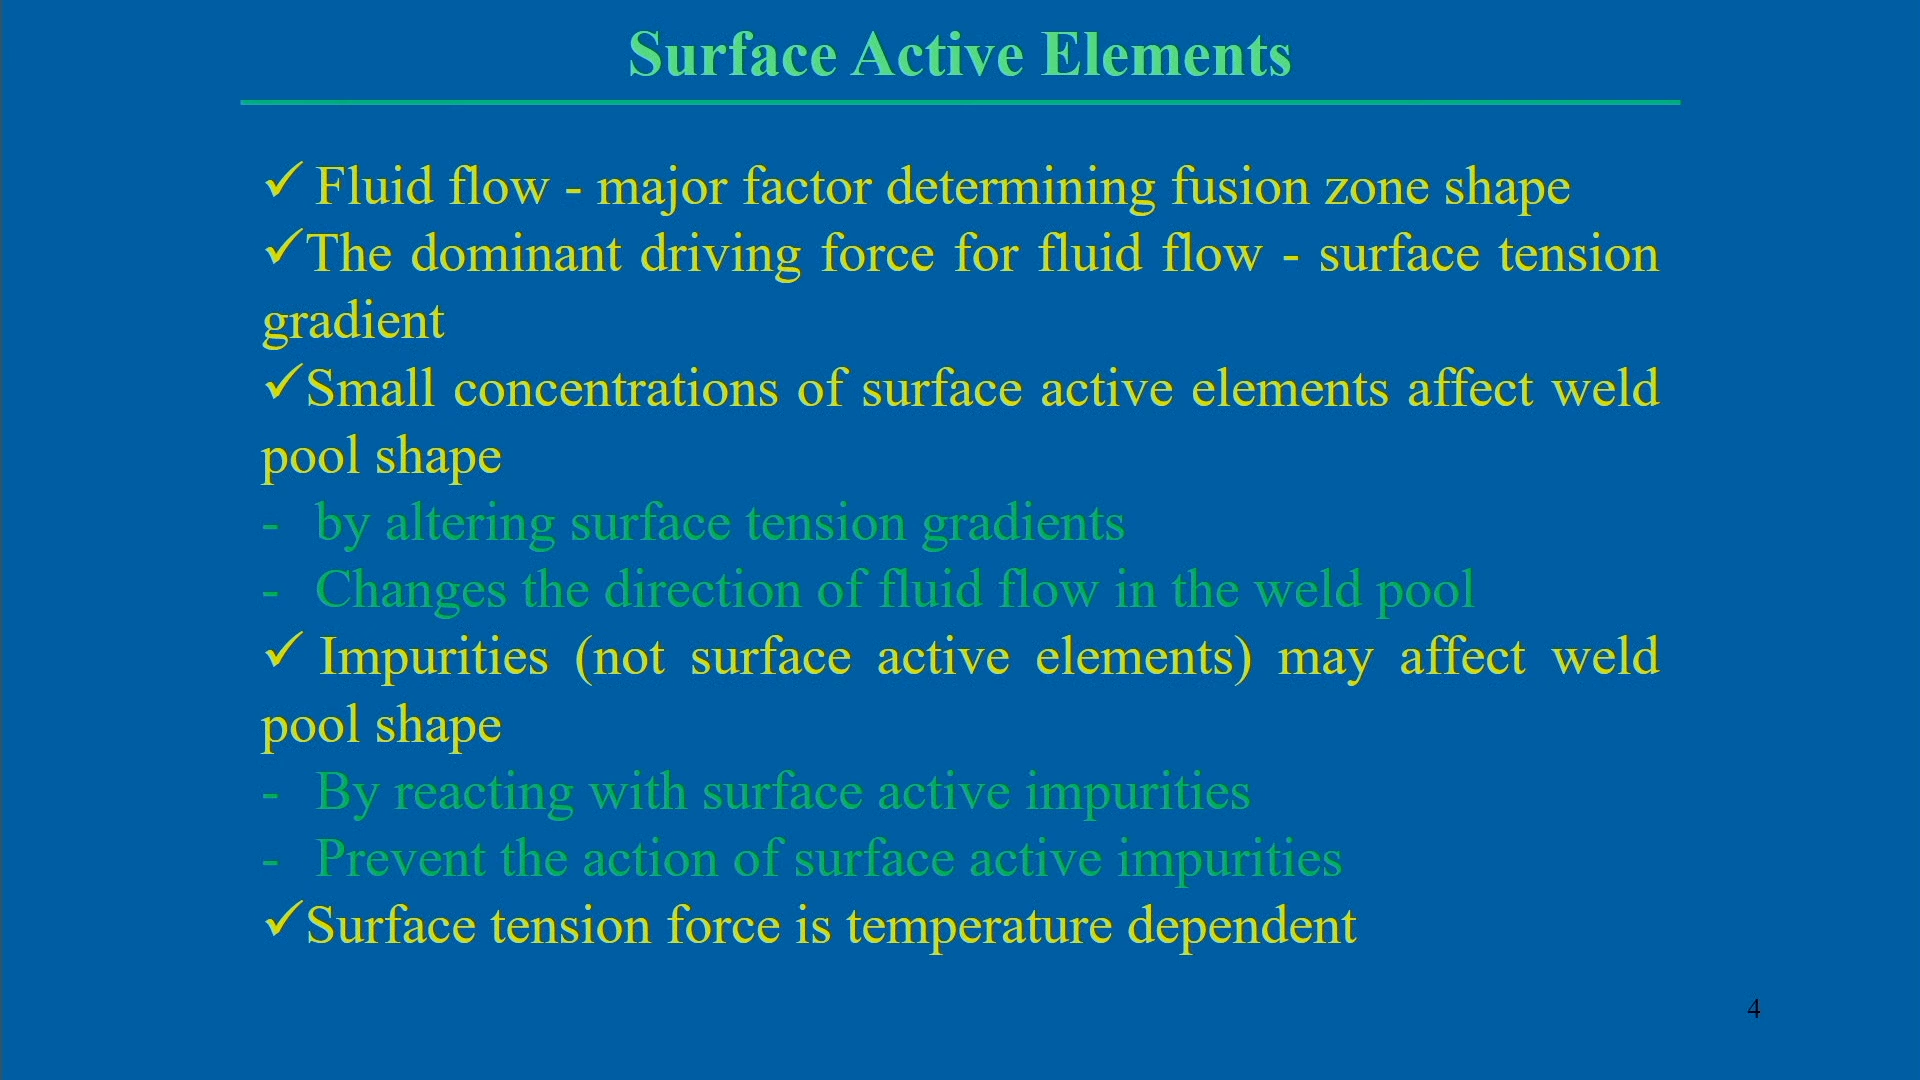 Surface Active Elements
✓ Fluid flow - major factor determining fusion zone shape
✓The dominant driving force for fluid flow - surface tension
gradient
✓Small concentrations of surface active elements affect weld
pool shape
- by altering surface tension gradients
- Changes the direction of fluid flow in the weld pool
✓ Impurities (not surface active elements) may affect weld
pool shape
- By reacting with surface active impurities
- Prevent the action of surface active impurities
✓Surface tension force is temperature dependent
4